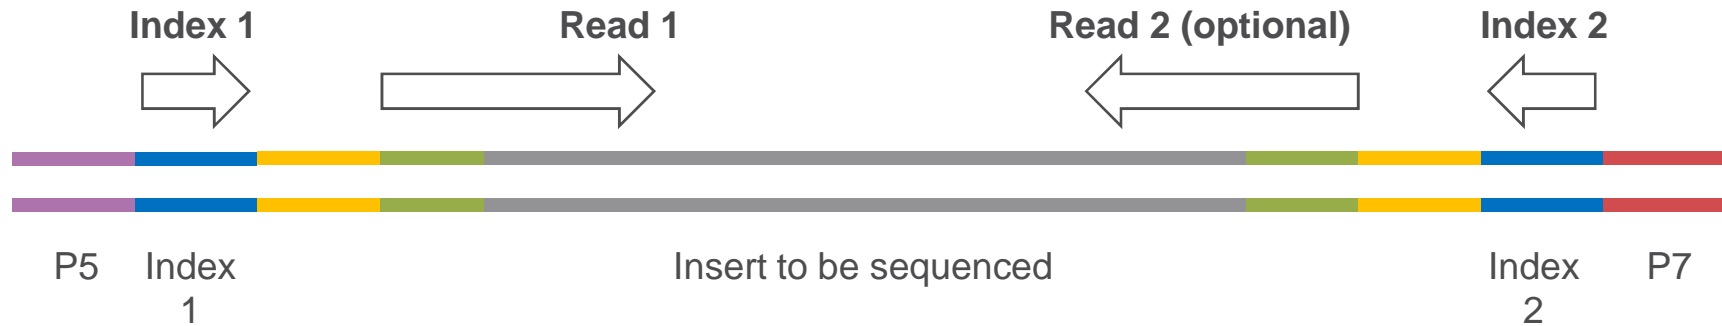 Index 1 Read 1 Read 2 (optional) Index 2
P5 Index 1 Insert to be sequenced Index 2 P7